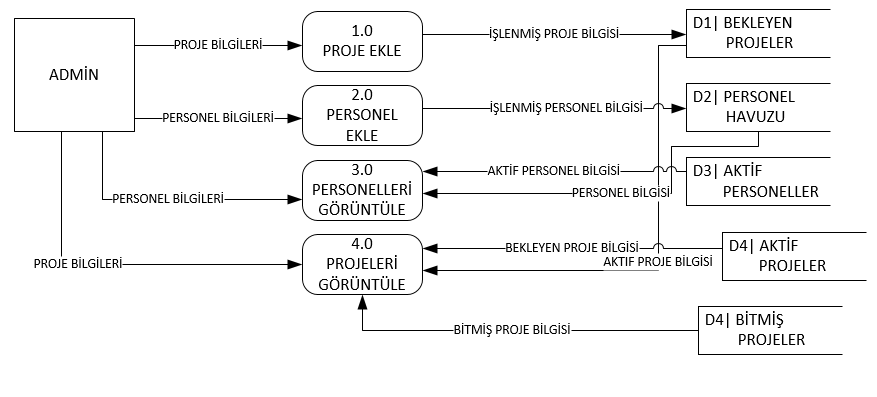 ADMİN
PROJE BİLGİLERİ
1.0
PROJE EKLE
İŞLENMİŞ PROJE BİLGİSİ
D1| BEKLEYEN
PROJELER
PERSONEL BİLGİLERİ
2.0
PERSONEL
EKLE
İŞLENMİŞ PERSONEL BİLGİSİ
D2| PERSONEL
HAVUZU
PERSONEL BİLGİLERİ
3.0
PERSONELLERİ
GÖRÜNTÜLE
AKTİF PERSONEL BİLGİSİ
PERSONEL BİLGİSİ
D3| AKTİF
PERSONELLER
PROJE BİLGİLERİ
4.0
PROJELERİ
GÖRÜNTÜLE
BEKLEYEN PROJE BİLGİSİ
AKTIF PROJE BİLGİSİ
D4| AKTİF
PROJELER
BİTMİŞ PROJE BİLGİSİ
D4| BİTMİŞ
PROJELER